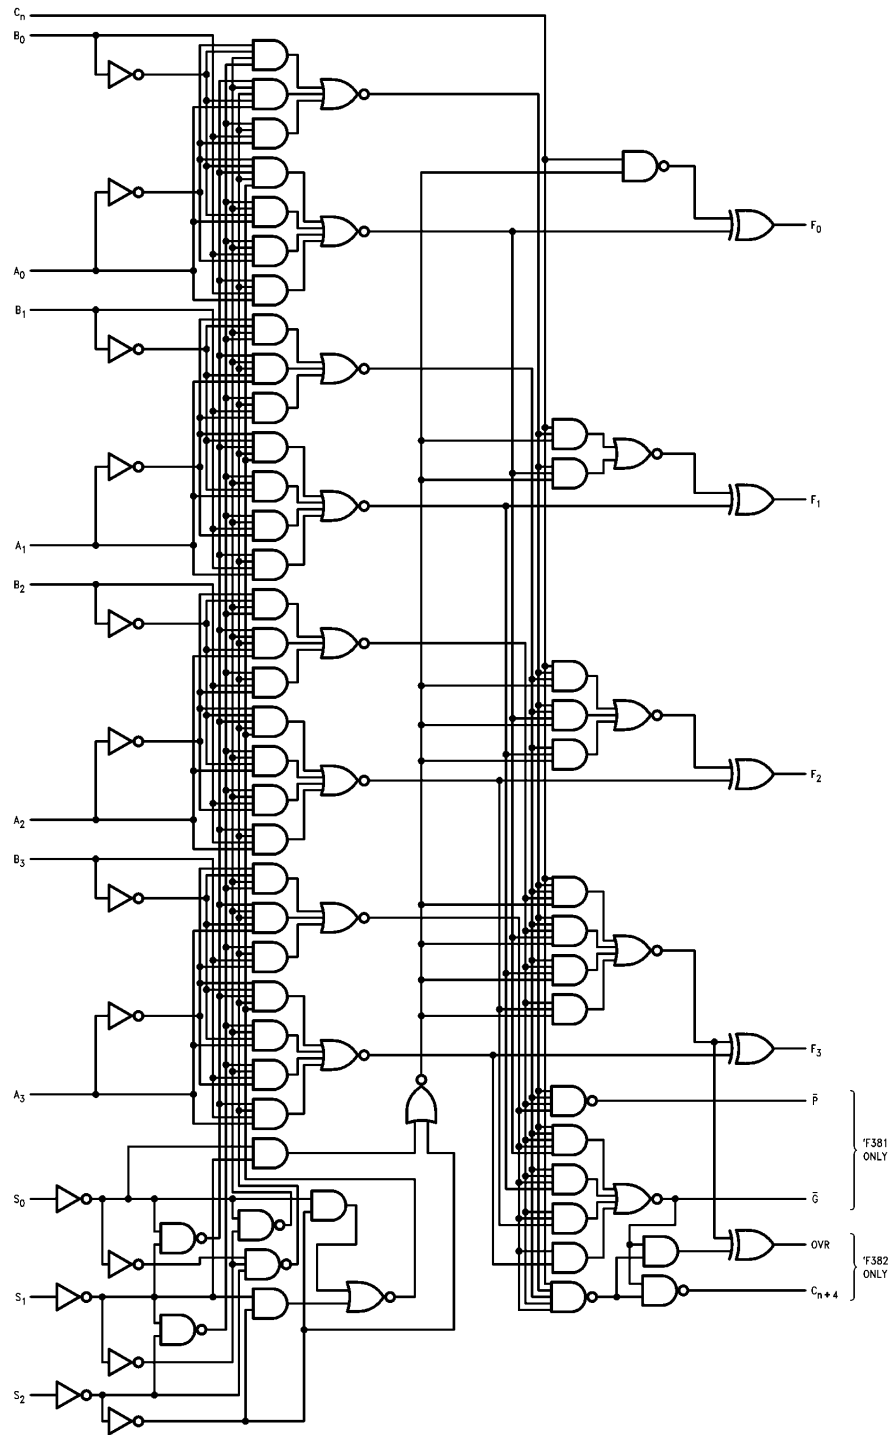 Cₙ
B₀
A₀
F₀
B₁
F₁
A₁
B₂
F₂
A₂
B₃
F₃
A₃
P̄
'F381
ONLY
S₀
Ḡ
OVR
'F382
ONLY
S₁
Cₙ₊₄
S₂